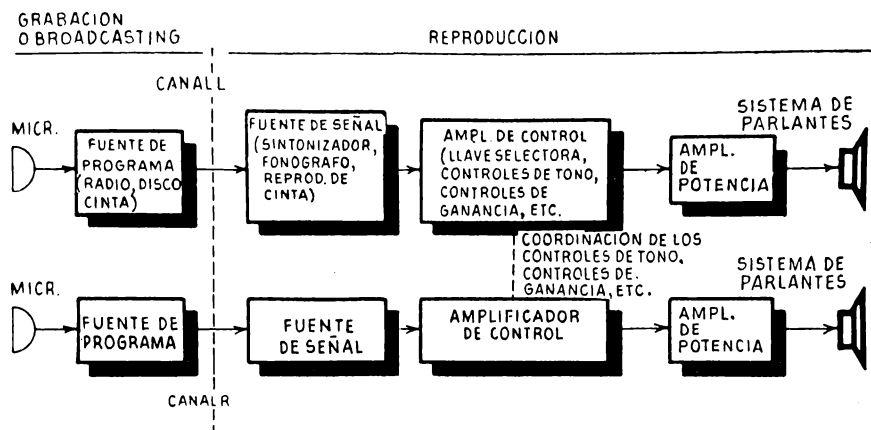 GRABACION
O BROADCASTING
REPRODUCCION
CANAL L
MICR.
FUENTE DE
PROGRAMA
(RADIO, DISCO
CINTA)
FUENTE DE SEÑAL
(SINTONIZADOR,
FONÓGRAFO,
REPROD. DE
CINTA)
AMPL. DE CONTROL
(LLAVE SELECTORA,
CONTROLES DE TONO,
CONTROLES DE
GANANCIA, ETC.
AMPL.
DE
POTENCIA
SISTEMA DE
PARLANTES
COORDINACIÓN DE LOS
CONTROLES DE TONO,
CONTROLES DE.
GANANCIA, ETC.
MICR.
FUENTE DE
PROGRAMA
FUENTE
DE SEÑAL
AMPLIFICADOR
DE CONTROL
AMPL.
DE
POTENCIA
SISTEMA DE
PARLANTES
CANAL R